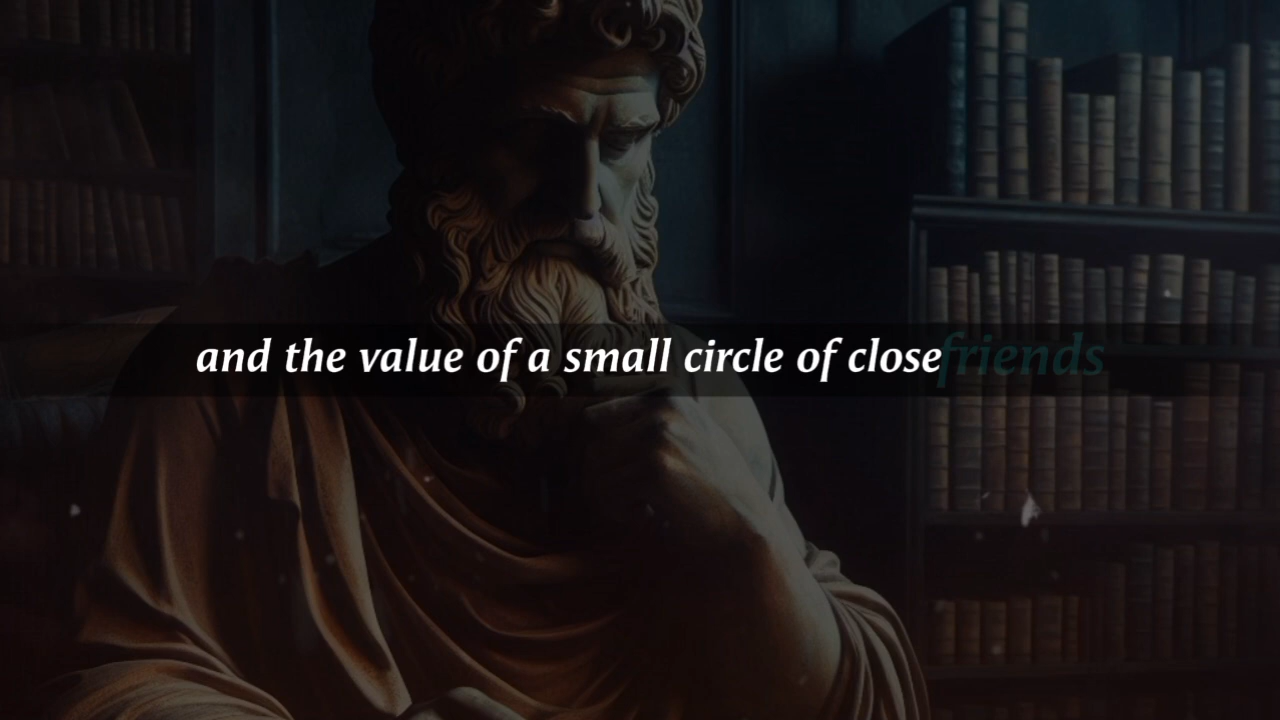 and the value of a small circle of close friends